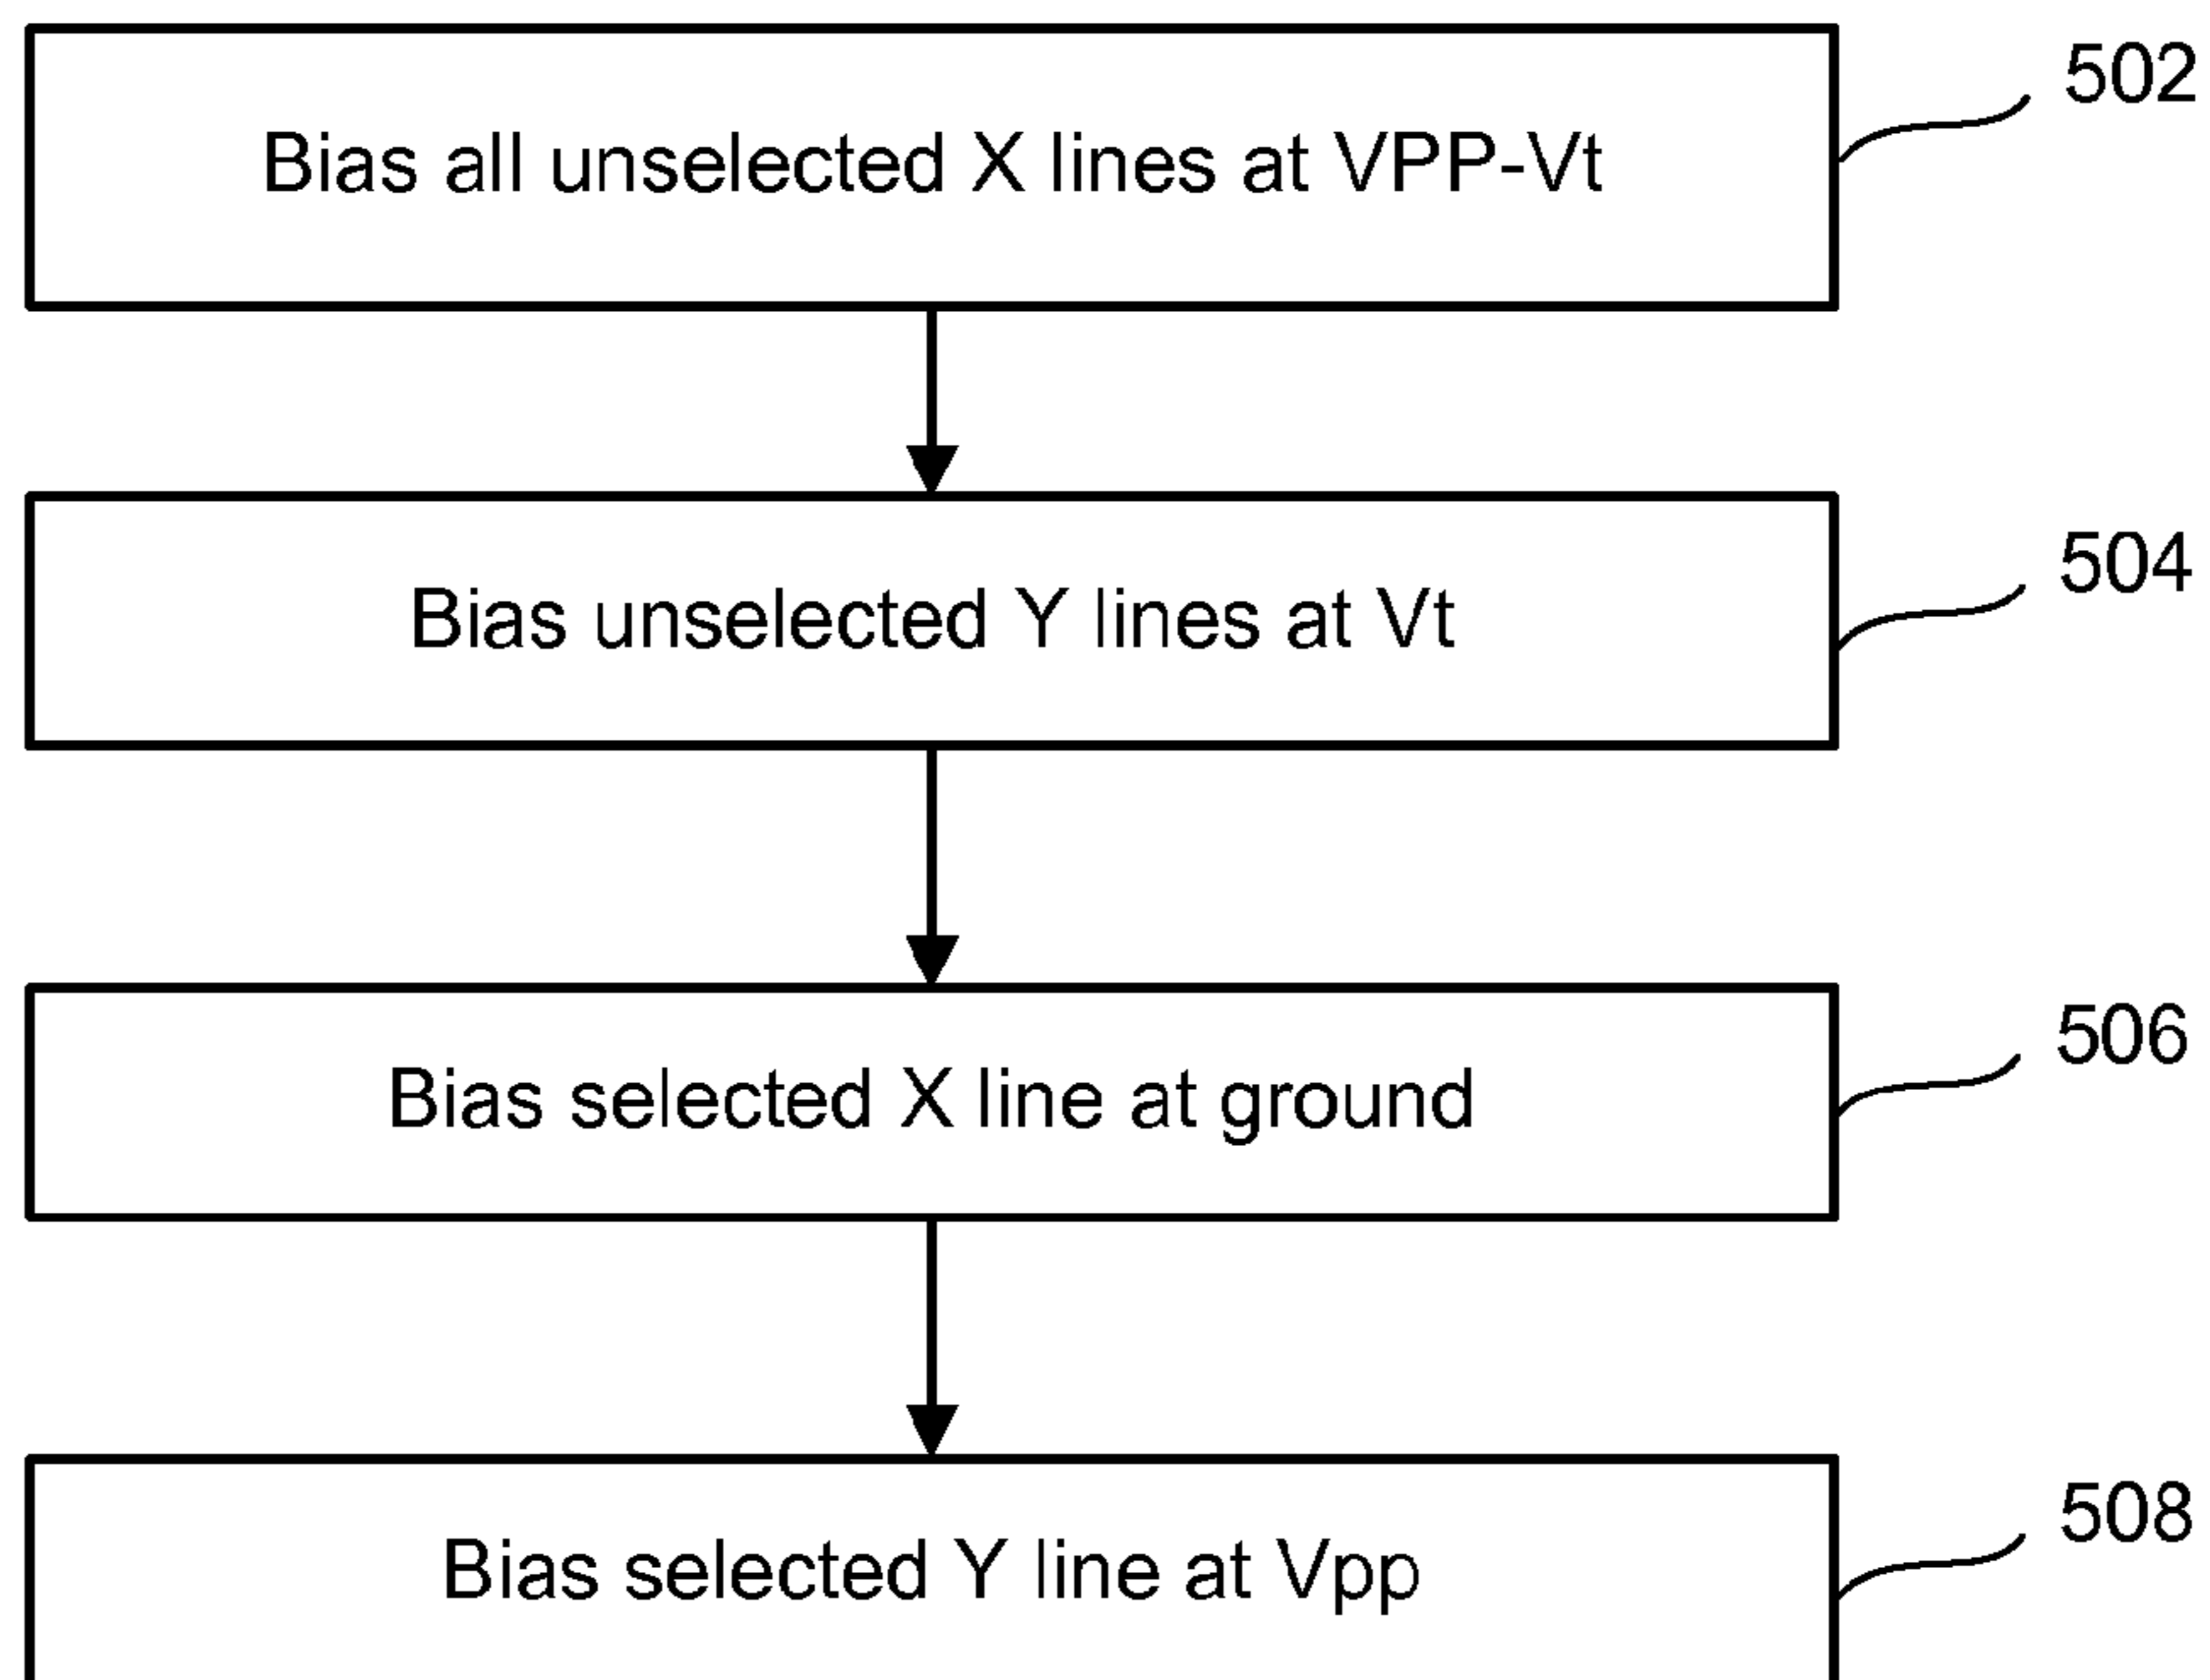 502
Bias all unselected X lines at VPP-Vt
504
Bias unselected Y lines at Vt
506
Bias selected X line at ground
508
Bias selected Y line at Vpp